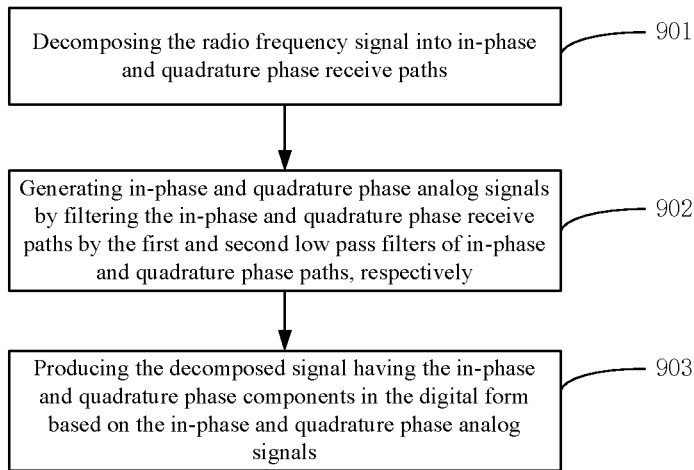 Decomposing the radio frequency signal into in-phase
and quadrature phase receive paths
901
Generating in-phase and quadrature phase analog signals
by filtering the in-phase and quadrature phase receive
paths by the first and second low pass filters of in-phase
and quadrature phase paths, respectively
902
Producing the decomposed signal having the in-phase
and quadrature phase components in the digital form
based on the in-phase and quadrature phase analog
signals
903